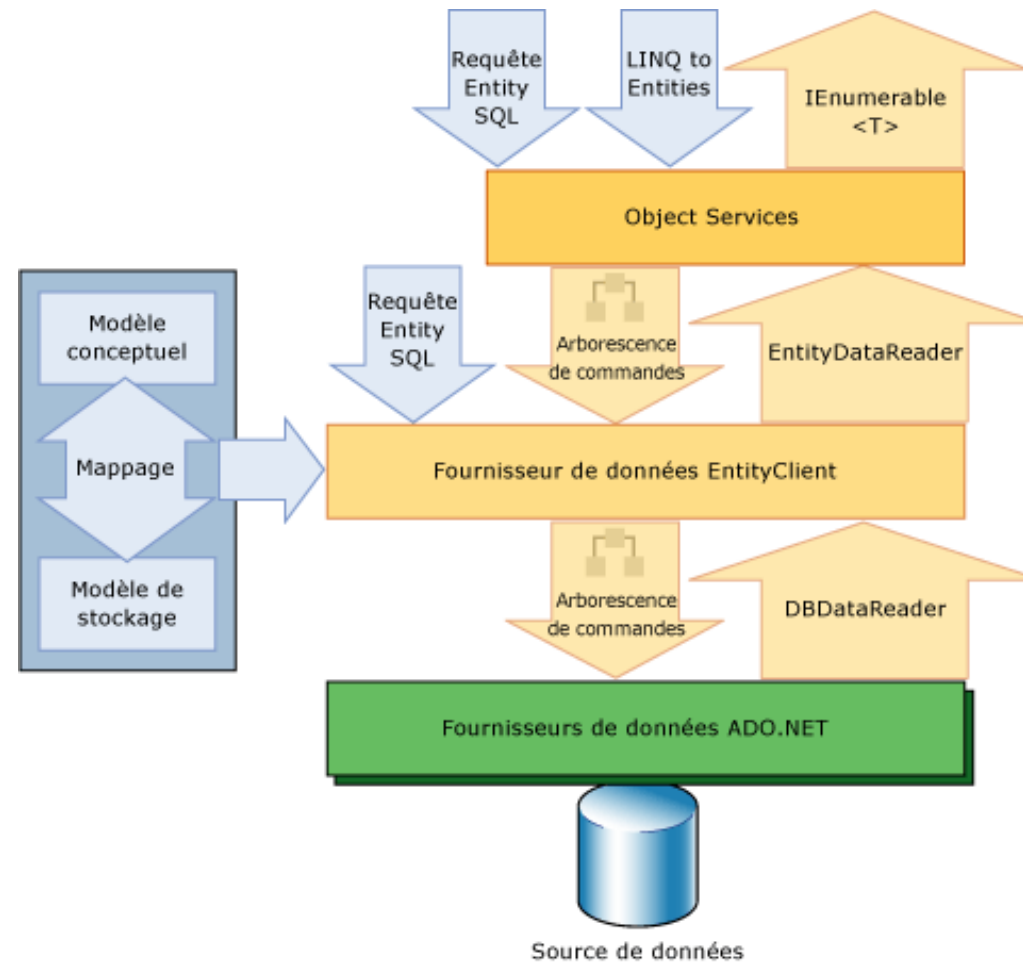 Requête
Entity
SQL
LINQ to
Entities
IEnumerable
<T>
Object Services
Requête
Entity
SQL
Arborescence
de commandes
EntityDataReader
Modèle
conceptuel
Mappage
Modèle de
stockage
Fournisseur de données EntityClient
Arborescence
de commandes
DBDataReader
Fournisseurs de données ADO.NET
Source de données